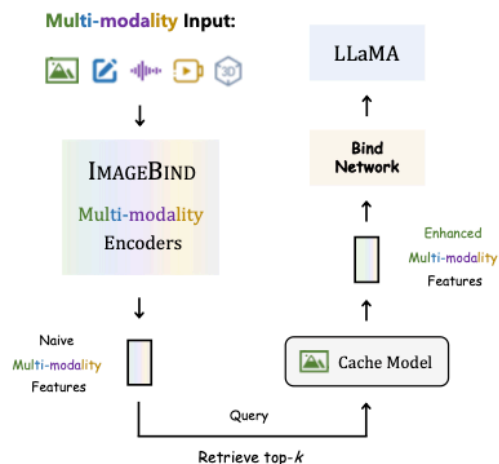 Multi-modality Input:
3D
IMAGEBIND
Multi-modality
Encoders
Naive
Multi-modality
Features
Query
Retrieve top-k
Cache Model
Enhanced
Multi-modality
Features
Bind
Network
LLaMA